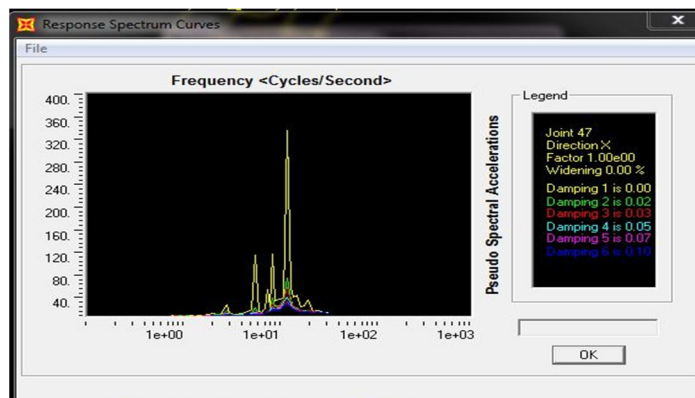 Response Spectrum Curves
File
Frequency <Cycles/Second>
400.
360.
320.
280.
240.
200.
160.
120.
80.
40.
1e+00
1e+01
1e+02
1e+03
Pseudo Spectral Accelerations
Legend
Joint 47
Direction X
Factor 1.00e00
Widening 0.00 %
Damping 1 is 0.00
Damping 2 is 0.02
Damping 3 is 0.03
Damping 4 is 0.05
Damping 5 is 0.07
Damping 6 is 0.10
OK